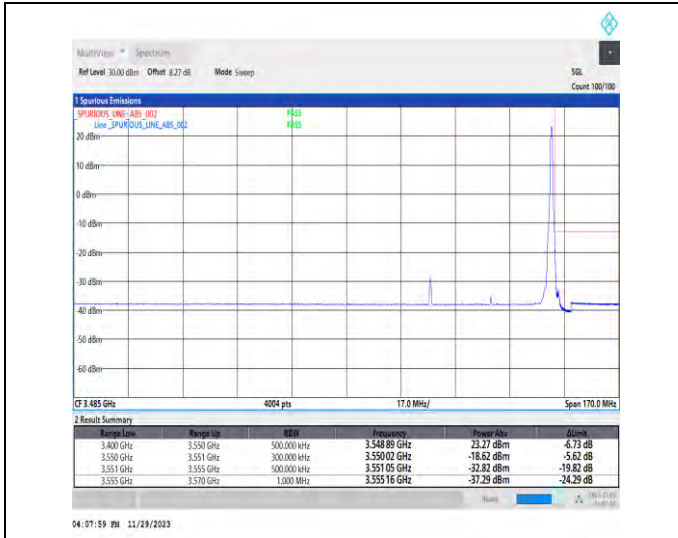 MultiView Spectrum
Ref Level 30.00 dBm Offset 8.27 dB Mode Sweep SGL
Count 100/100
1 Spurious Emissions
SPURIOUS_LINE_ABS_002 PASS
Line _SPURIOUS_LINE_ABS_002 PASS
20 dBm
10 dBm
0 dBm
-10 dBm
-20 dBm
-30 dBm
-40 dBm
-50 dBm
-60 dBm
CF 3.485 GHz 4004 pts 17.0 MHz/ Span 170.0 MHz
2 Result Summary
Range Low Range Up RBW Frequency Power Abs ΔLimit
3.400 GHz 3.550 GHz 500.000 kHz 3.548 89 GHz 23.27 dBm -6.73 dB
3.550 GHz 3.551 GHz 300.000 kHz 3.550 02 GHz -18.62 dBm -5.62 dB
3.551 GHz 3.555 GHz 500.000 kHz 3.551 05 GHz -32.82 dBm -19.82 dB
3.555 GHz 3.570 GHz 1.000 MHz 3.555 16 GHz -37.29 dBm -24.29 dB
04:07:59 PM 11/29/2023